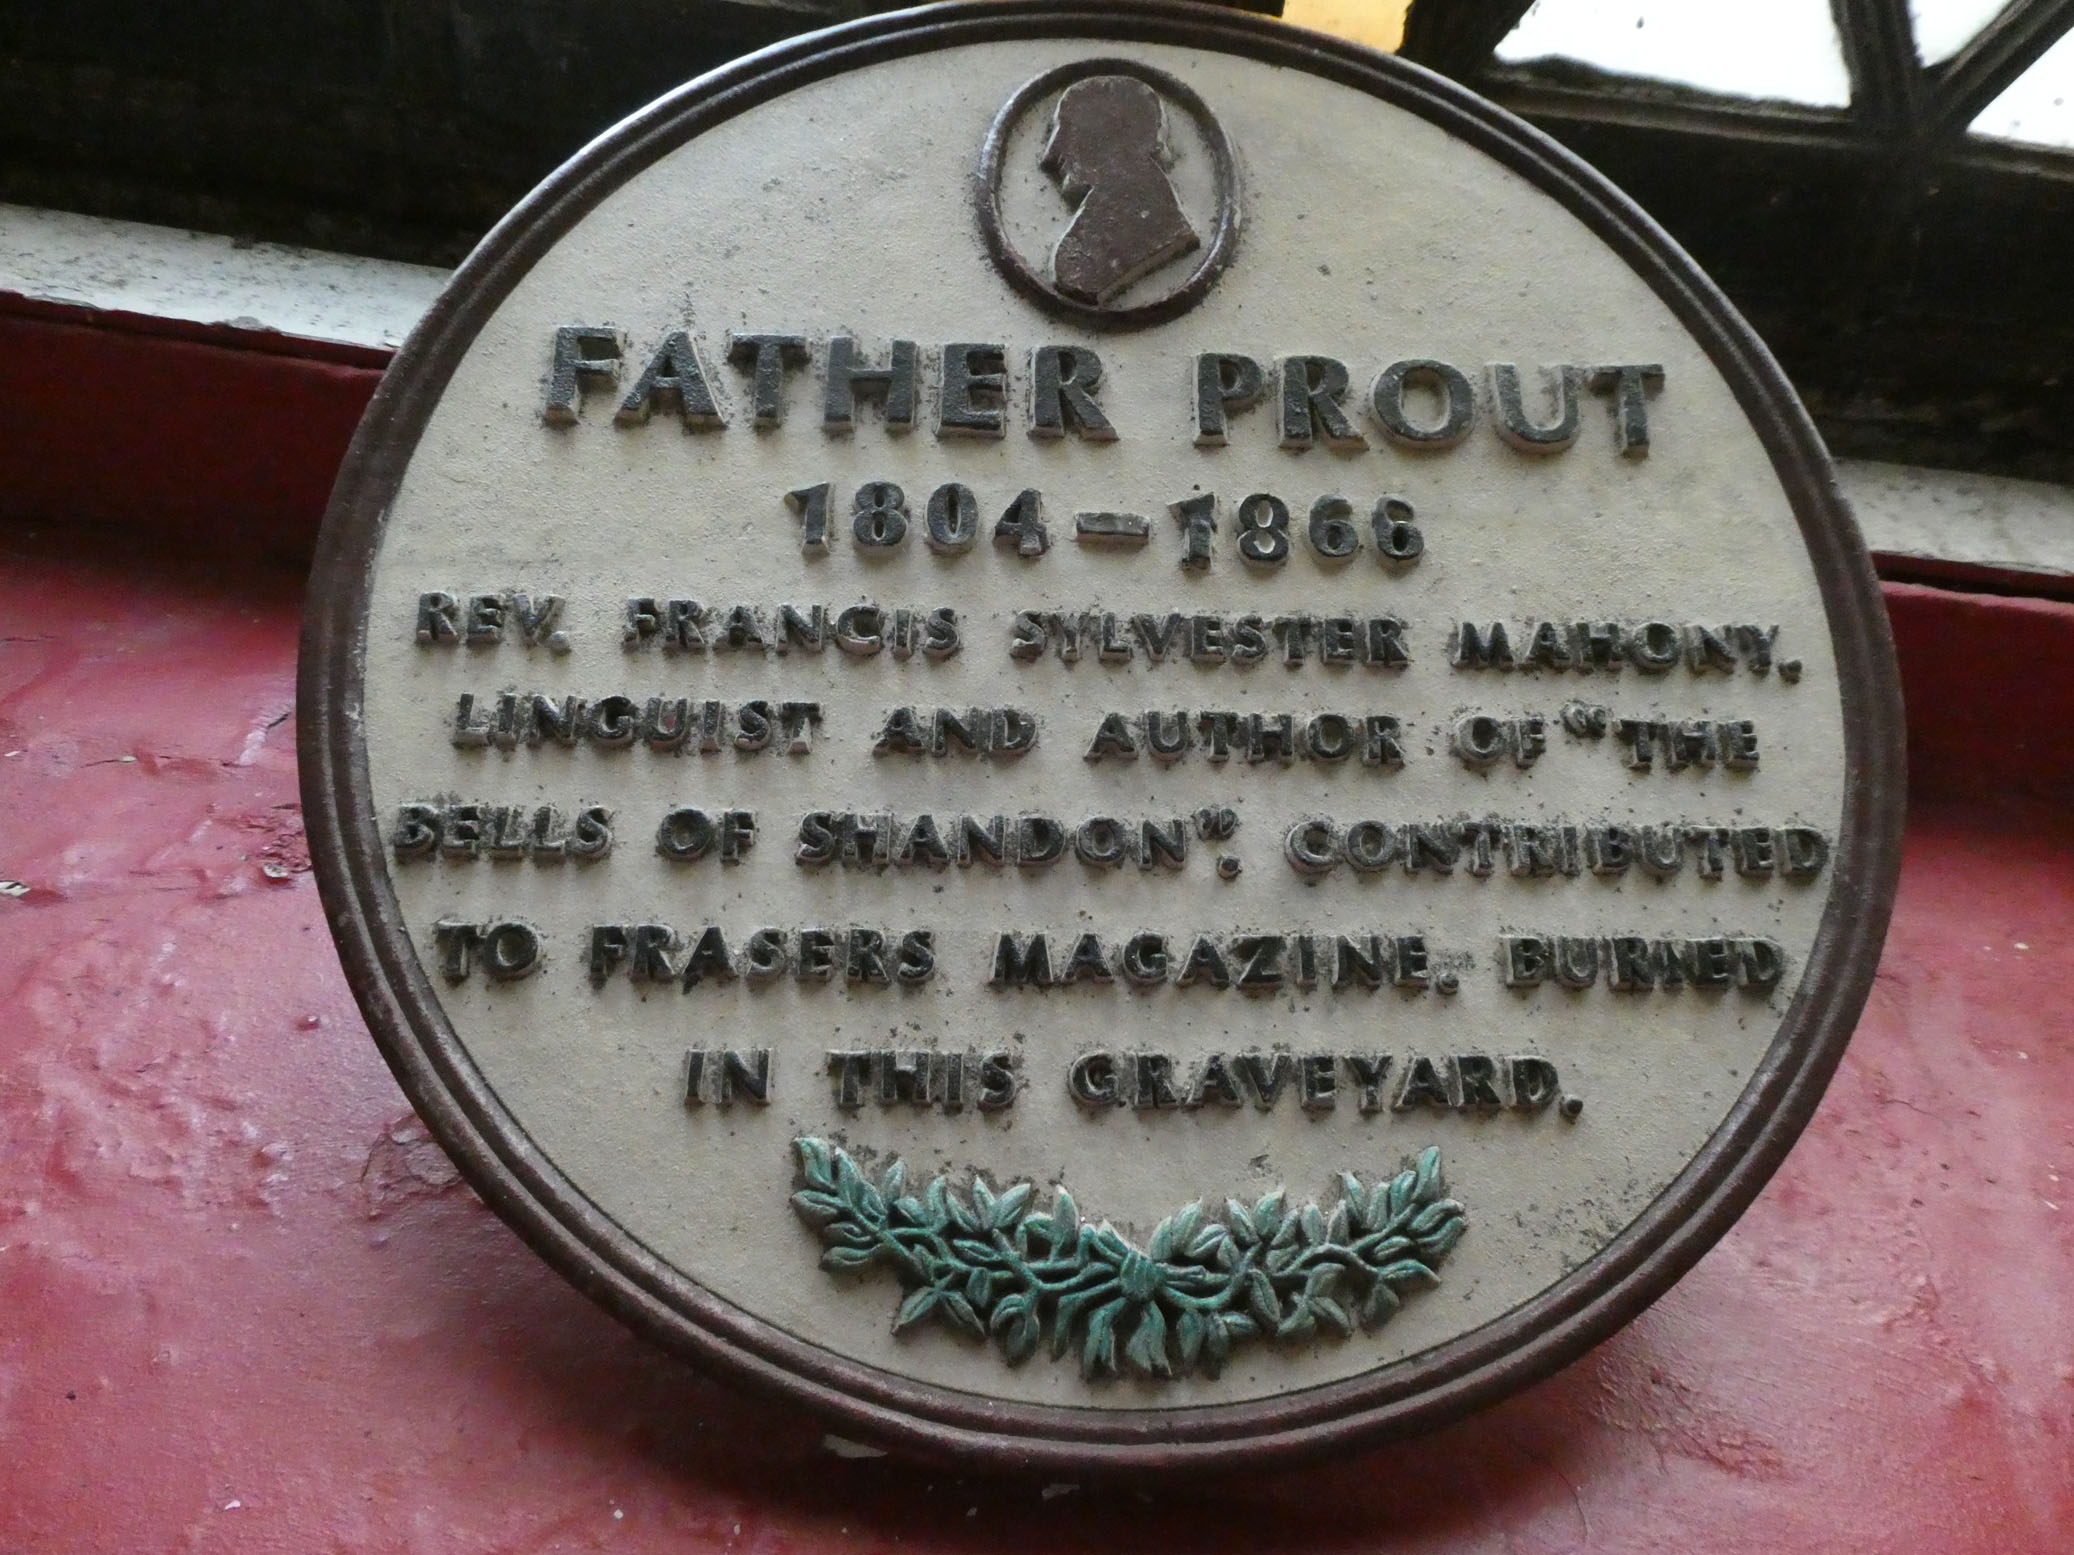 FATHER PROUT
1804-1866
REV. FRANCIS SYLVESTER MAHONY.
LINGUIST AND AUTHOR OF "THE
BELLS OF SHANDON". CONTRIBUTED
TO FRASERS MAGAZINE. BURIED
IN THIS GRAVEYARD.